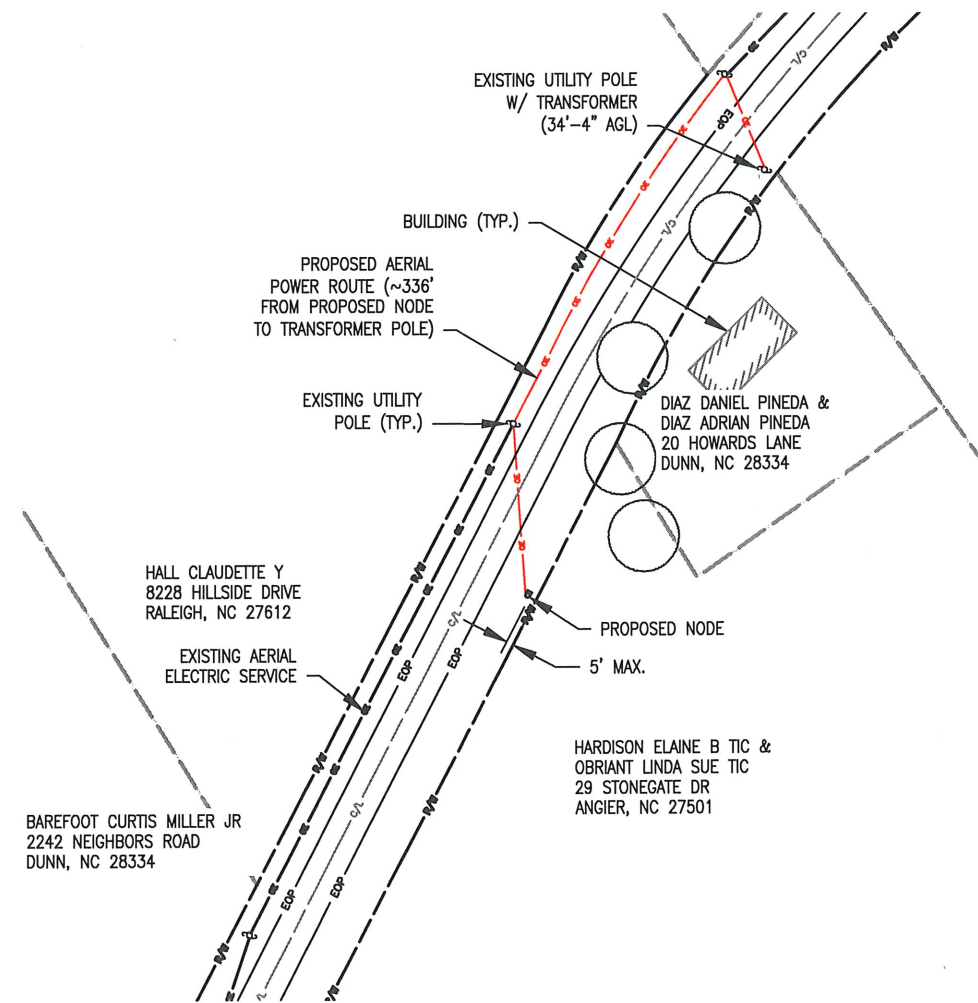 EXISTING UTILITY POLE
W/ TRANSFORMER
(34'-4" AGL)
BUILDING (TYP.)
PROPOSED AERIAL
POWER ROUTE (~336'
FROM PROPOSED NODE
TO TRANSFORMER POLE)
EXISTING UTILITY
POLE (TYP.)
DIAZ DANIEL PINEDA &
DIAZ ADRIAN PINEDA
20 HOWARDS LANE
DUNN, NC 28334
HALL CLAUDETTE Y
8228 HILLSIDE DRIVE
RALEIGH, NC 27612
PROPOSED NODE
5' MAX.
EXISTING AERIAL
ELECTRIC SERVICE
HARDISON ELAINE B TIC &
OBRIANT LINDA SUE TIC
29 STONEGATE DR
ANGIER, NC 27501
BAREFOOT CURTIS MILLER JR
2242 NEIGHBORS ROAD
DUNN, NC 28334
R/W
R/W
R/W
R/W
R/W
R/W
R/W
R/W
R/W
R/W
R/W
C/L
C/L
C/L
C/L
EOP
EOP
EOP
EOP
EOP